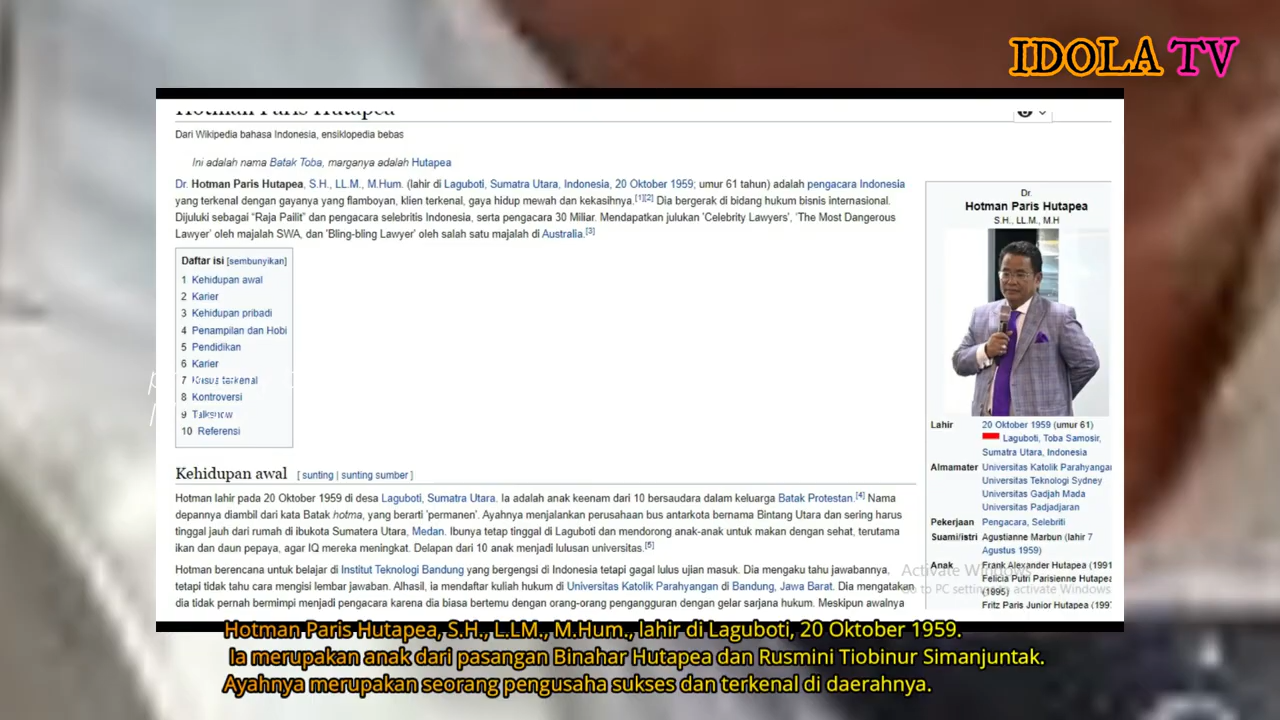 IDOLA TV
Hotman Paris Hutapea
Dari Wikipedia bahasa Indonesia, ensiklopedia bebas
Ini adalah nama Batak Toba, marganya adalah Hutapea
Dr. Hotman Paris Hutapea, S.H., LL.M., M.Hum. (lahir di Laguboti, Sumatra Utara, Indonesia, 20 Oktober 1959; umur 61 tahun) adalah pengacara Indonesia
yang terkenal dengan gayanya yang flamboyan, klien terkenal, gaya hidup mewah dan kekasihnya.[1][2] Dia bergerak di bidang hukum bisnis internasional.
Dijuluki sebagai "Raja Pailit" dan pengacara selebritis Indonesia, serta pengacara 30 Miliar. Mendapatkan julukan 'Celebrity Lawyers', 'The Most Dangerous
Lawyer' oleh majalah SWA, dan 'Bling-bling Lawyer' oleh salah satu majalah di Australia.[3]
Daftar isi [sembunyikan]
1 Kehidupan awal
2 Karier
3 Kehidupan pribadi
4 Penampilan dan Hobi
5 Pendidikan
6 Karier
7 Kasus terkenal
8 Kontroversi
9 Talkshow
10 Referensi
Kehidupan awal [ sunting | sunting sumber ]
Hotman lahir pada 20 Oktober 1959 di desa Laguboti, Sumatra Utara. Ia adalah anak keenam dari 10 bersaudara dalam keluarga Batak Protestan.[4] Nama
depannya diambil dari kata Batak hotma, yang berarti 'permanen'. Ayahnya menjalankan perusahaan bus antarkota bernama Bintang Utara dan sering harus
tinggal jauh dari rumah di ibukota Sumatera Utara, Medan. Ibunya tetap tinggal di Laguboti dan mendorong anak-anak untuk makan dengan sehat, terutama
ikan dan daun pepaya, agar IQ mereka meningkat. Delapan dari 10 anak menjadi lulusan universitas.[5]
Hotman berencana untuk belajar di Institut Teknologi Bandung yang bergengsi di Indonesia tetapi gagal lulus ujian masuk. Dia mengaku tahu jawabannya,
tetapi tidak tahu cara mengisi lembar jawaban. Alhasil, ia mendaftar kuliah hukum di Universitas Katolik Parahyangan di Bandung, Jawa Barat. Dia mengatakan
dia tidak pernah bermimpi menjadi pengacara karena dia biasa bertemu dengan orang-orang pengangguran dengan gelar sarjana hukum. Meskipun awalnya
Dr.
Hotman Paris Hutapea
S.H., LL.M., M.H
Lahir 20 Oktober 1959 (umur 61)
Laguboti, Toba Samosir,
Sumatra Utara, Indonesia
Almamater Universitas Katolik Parahyangan
Universitas Teknologi Sydney
Universitas Gadjah Mada
Universitas Padjadjaran
Pekerjaan Pengacara, Selebriti
Suami/istri Agustianne Marbun (lahir 7
Agustus 1959)
Anak Frank Alexander Hutapea (1991
Felicia Putri Parisienne Hutapea
(1995)
Fritz Paris Junior Hutapea (199
Activate Windows
Go to PC settings to activate Windows
Hotman Paris Hutapea, S.H., L.LM., M.Hum., lahir di Laguboti, 20 Oktober 1959.
Ia merupakan anak dari pasangan Binahar Hutapea dan Rusmini Tiobinur Simanjuntak.
Ayahnya merupakan seorang pengusaha sukses dan terkenal di daerahnya.